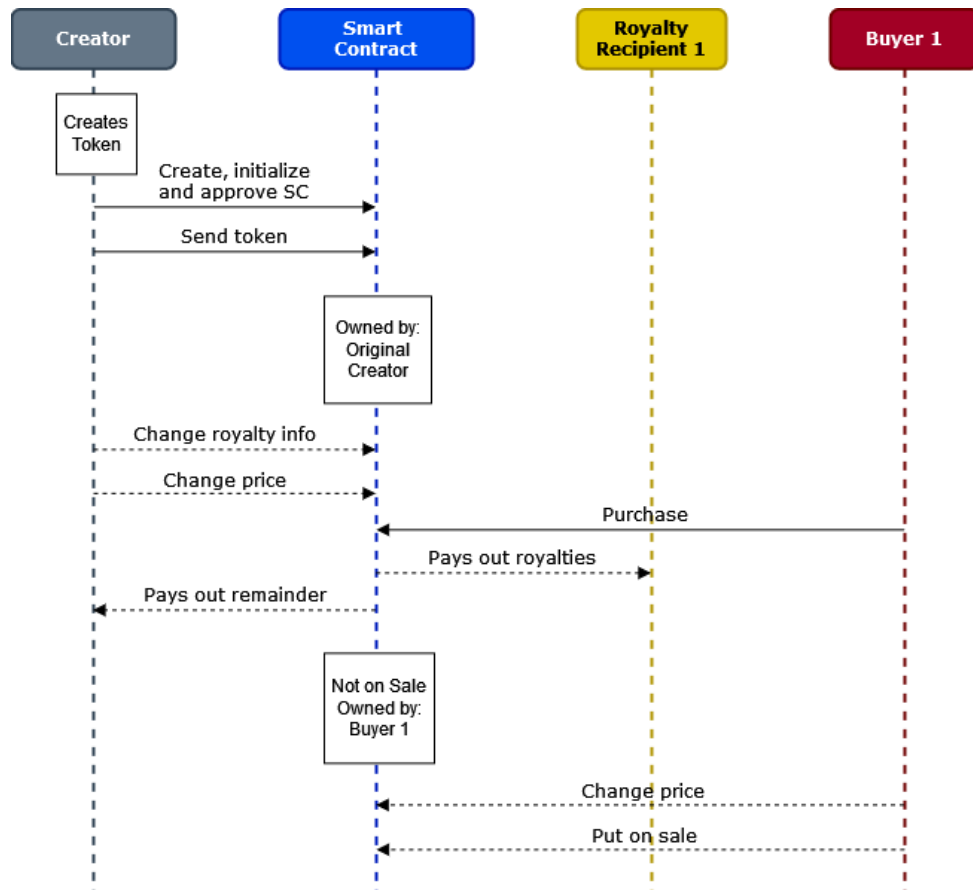 Creator
Smart
Contract
Royalty
Recipient 1
Buyer 1
Creates
Token
Create, initialize
and approve SC
Send token
Owned by:
Original
Creator
Change royalty info
Change price
Purchase
Pays out royalties
Pays out remainder
Not on Sale
Owned by:
Buyer 1
Change price
Put on sale